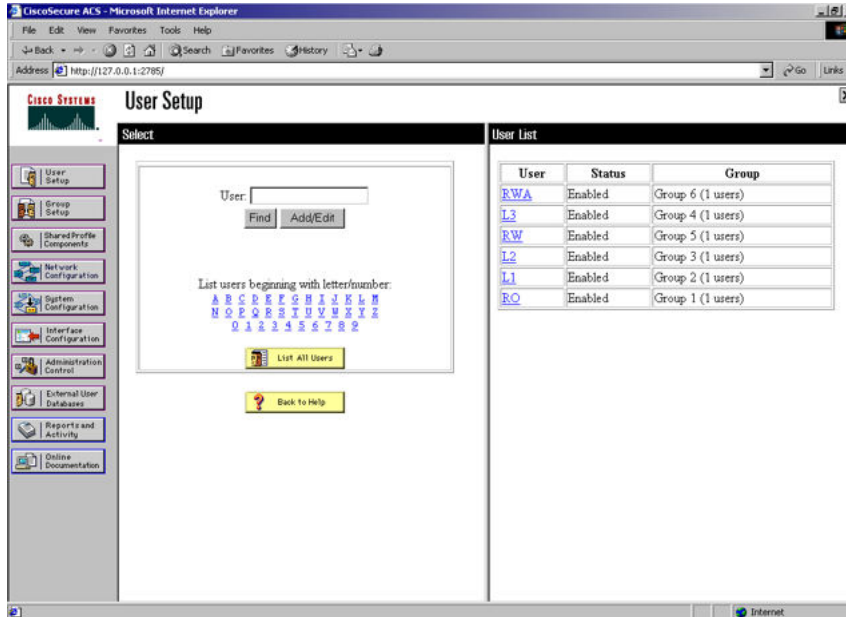 CiscoSecure ACS - Microsoft Internet Explorer
File Edit View Favorites Tools Help
Back Search Favorites History
Address http://127.0.0.1:2785/ Go Links
CISCO SYSTEMS
User Setup
Select
User List
User Setup
Group Setup
Shared Profile Components
Network Configuration
System Configuration
Interface Configuration
Administration Control
External User Databases
Reports and Activity
Online Documentation
User:
Find Add/Edit
List users beginning with letter/number:
A B C D E F G H I J K L M
N O P Q R S T U V W X Y Z
0 1 2 3 4 5 6 7 8 9
List All Users
Back to Help
User Status Group
RWA Enabled Group 6 (1 users)
L3 Enabled Group 4 (1 users)
RW Enabled Group 5 (1 users)
L2 Enabled Group 3 (1 users)
L1 Enabled Group 2 (1 users)
RO Enabled Group 1 (1 users)
Internet